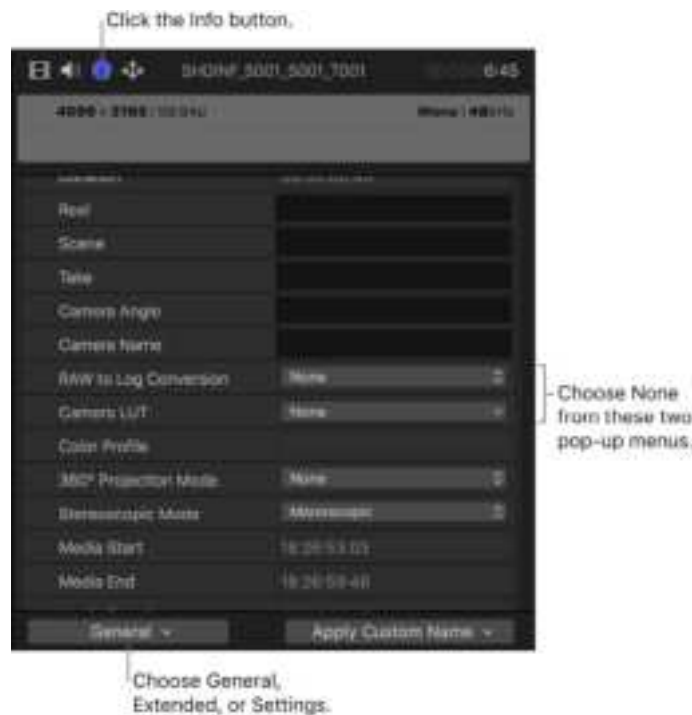 Click the Info button.
6:45
Reel
Scene
Take
Camera Angle
Camera Name
RAW to Log Conversion None
Camera LUT None
Choose None
from these two
pop-up menus.
Color Profile
360° Projection Mode None
Stereoscopic Mode Monoscopic
Media Start
Media End
General Apply Custom Name
Choose General,
Extended, or Settings.